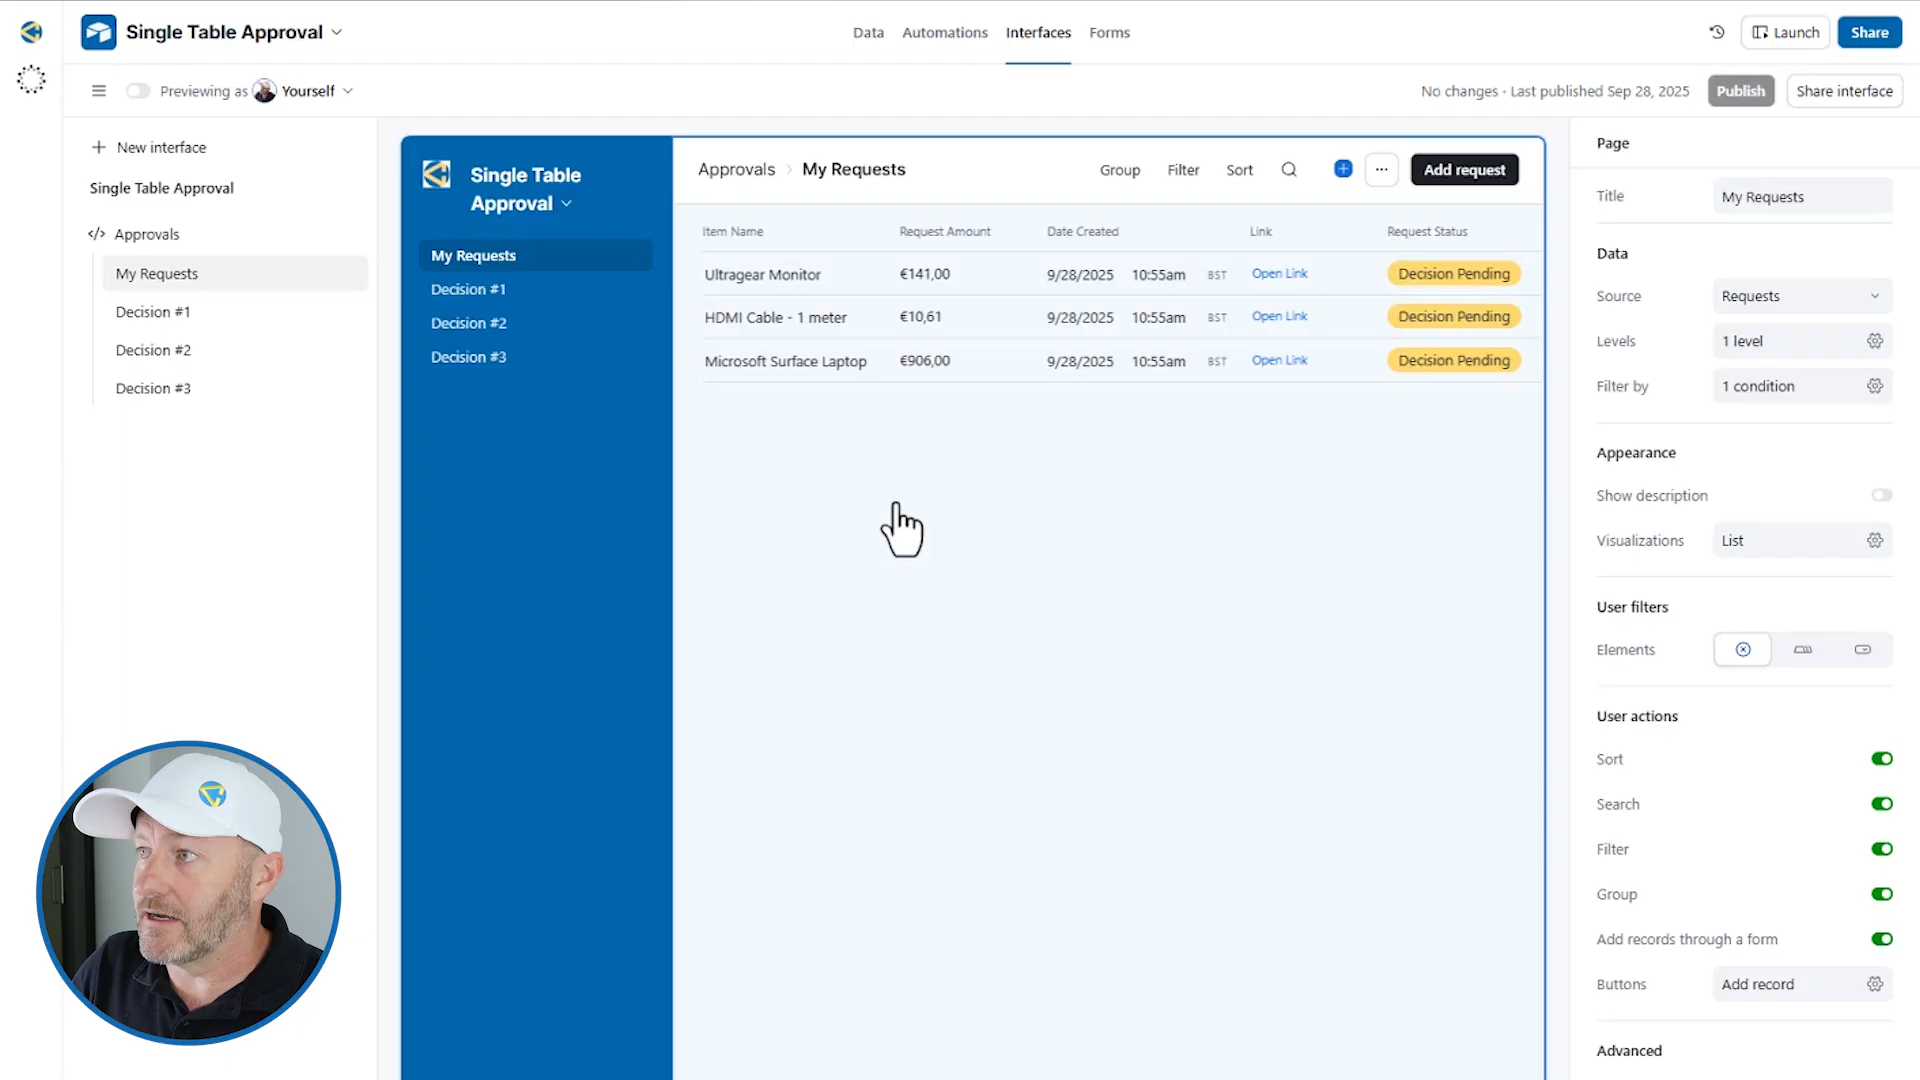 Single Table Approval
Data Automations Interfaces Forms
Launch
Share
Previewing as Yourself
No changes · Last published Sep 28, 2025
Publish
Share interface
New interface
Single Table Approval
Approvals
My Requests
Decision #1
Decision #2
Decision #3
Single Table
Approval
My Requests
Decision #1
Decision #2
Decision #3
Approvals My Requests
Group Filter Sort
Add request
Item Name Request Amount Date Created Link Request Status
Ultragear Monitor €141,00 9/28/2025 10:55am BST Open Link Decision Pending
HDMI Cable - 1 meter €10,61 9/28/2025 10:55am BST Open Link Decision Pending
Microsoft Surface Laptop €906,00 9/28/2025 10:55am BST Open Link Decision Pending
Page
Title My Requests
Data
Source Requests
Levels 1 level
Filter by 1 condition
Appearance
Show description
Visualizations List
User filters
Elements
User actions
Sort
Search
Filter
Group
Add records through a form
Buttons Add record
Advanced